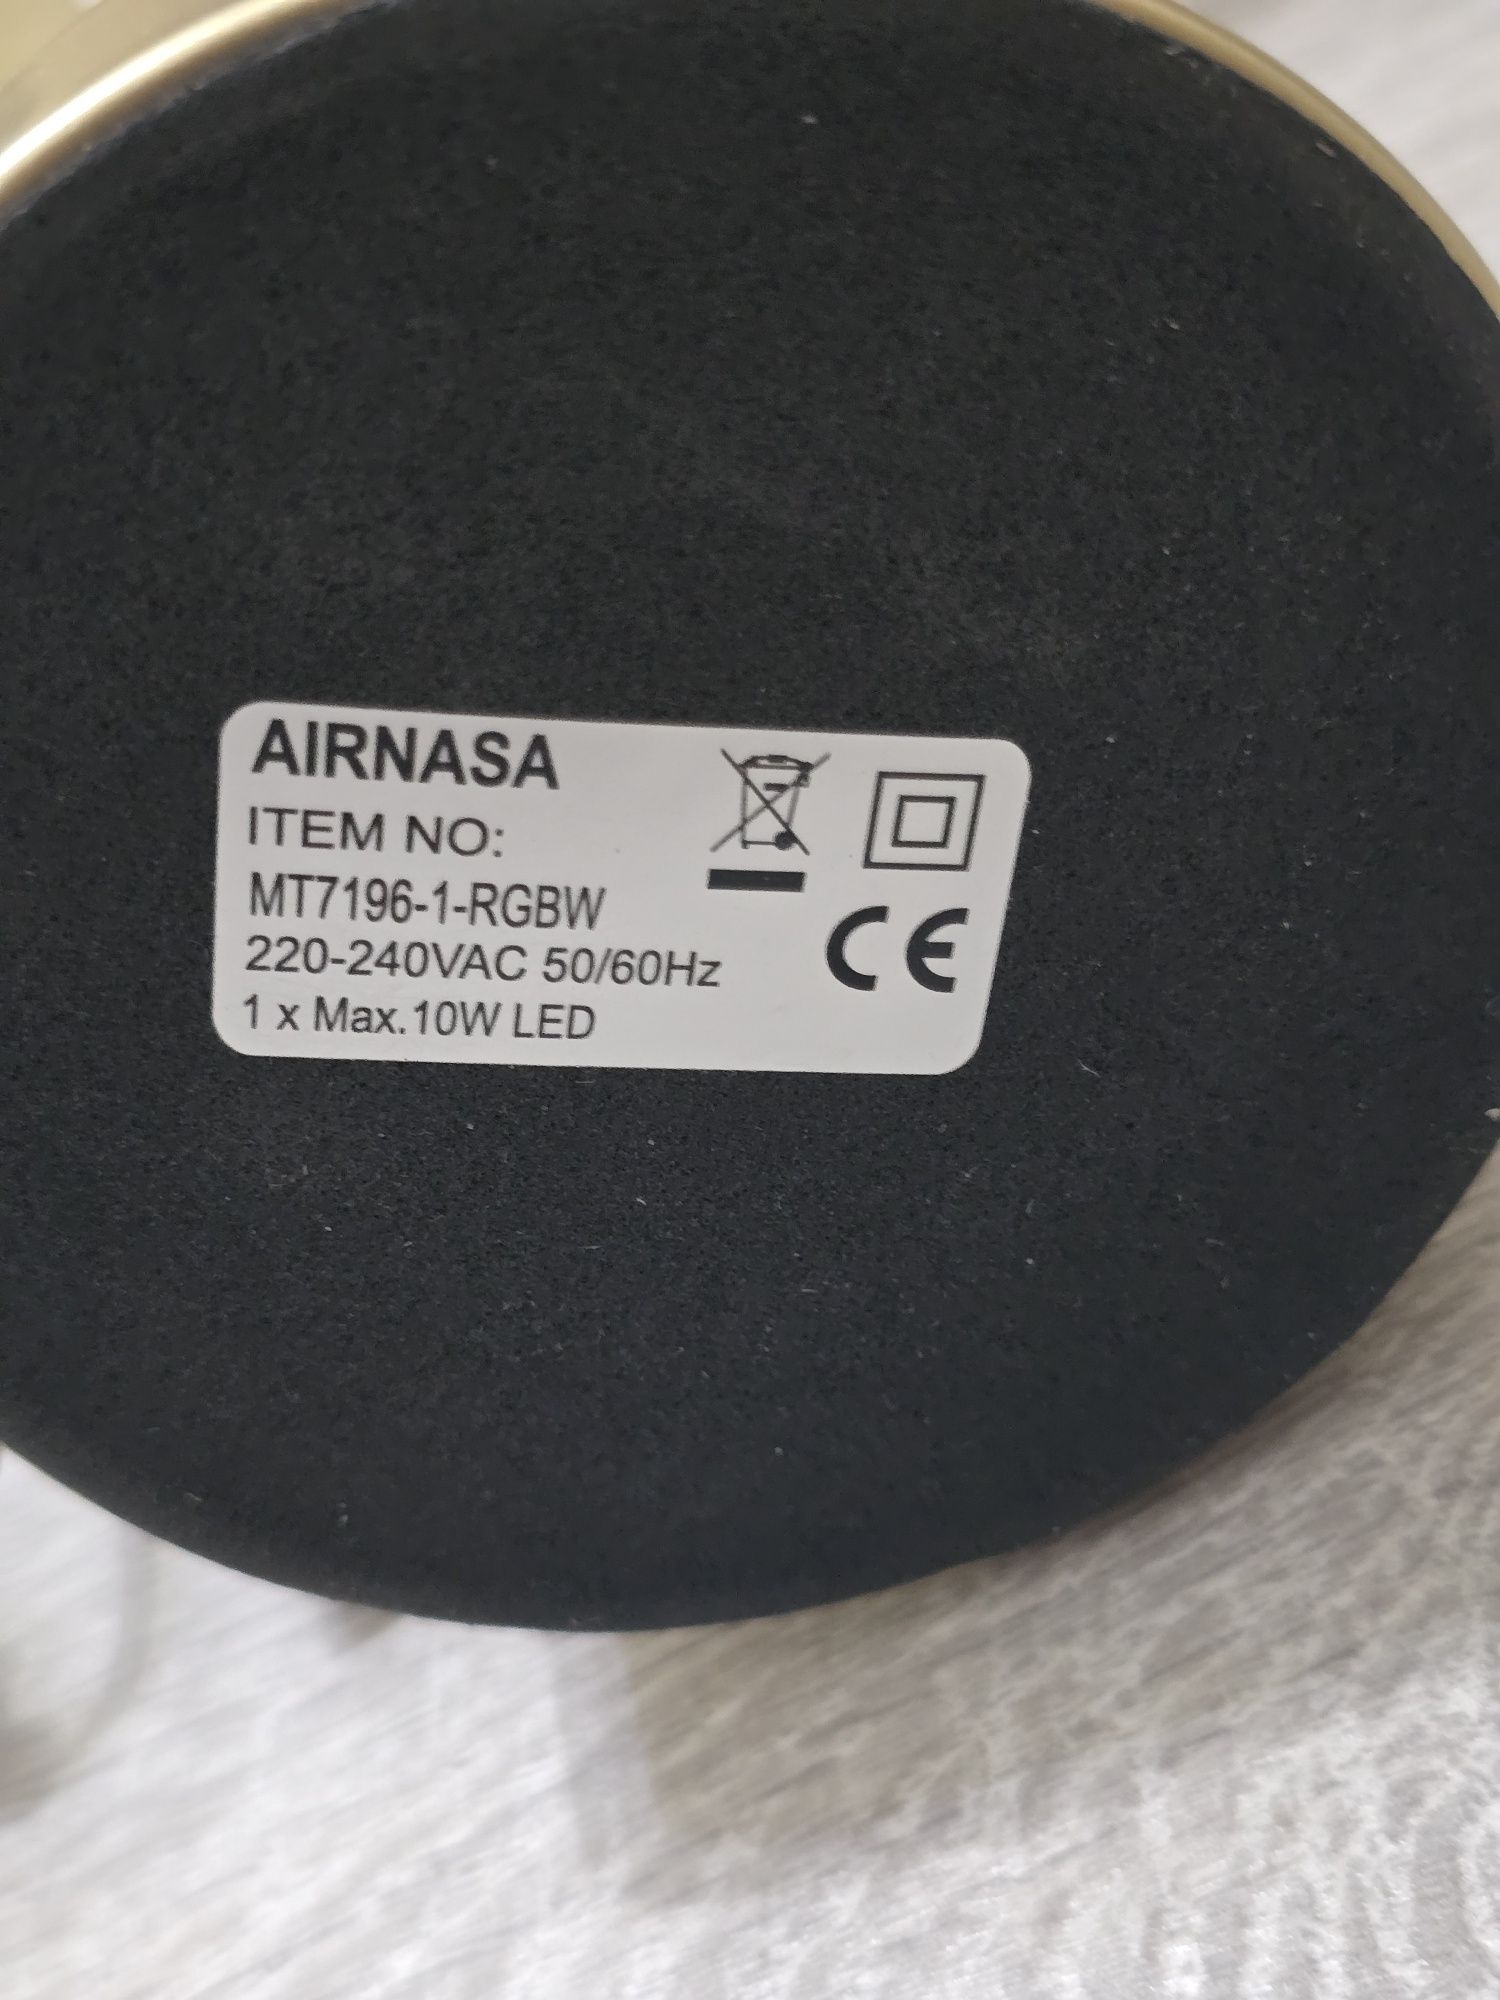 AIRNASA
ITEM NO:
MT7196-1-RGBW
220-240VAC 50/60Hz
1 x Max.10W LED
CE